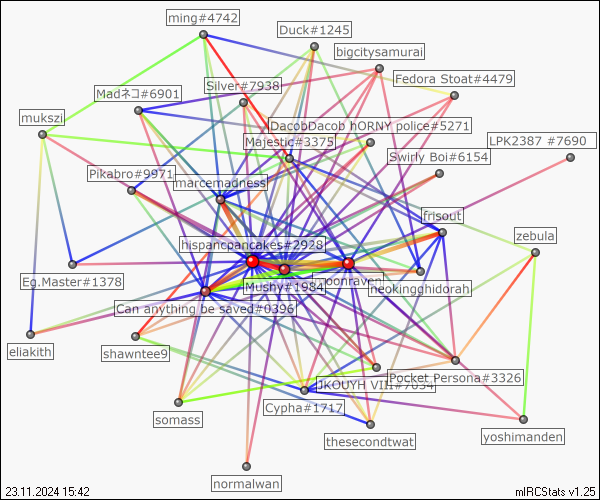 ming#4742
Duck#1245
bigcitysamurai
Fedora Stoat#4479
Silver#7938
Madネコ#6901
mukszi
DacobDacob hORNY police#5271
Majestic#3375
LPK2387 #7690
Swirly Boi#6154
Pikabro#9971
marcemadness
frisout
zebula
hispanicpancakes#2928
Eg.Master#1378
Mushy#1984
moonraven
neokingghidorah
Can anything be saved#0396
eliakith
shawntee9
JKOUYH VIII#7034
Pocket Persona#3326
Cypha#1717
somass
thesecondtwat
yoshimanden
normalwan
23.11.2024 15:42
mIRCStats v1.25